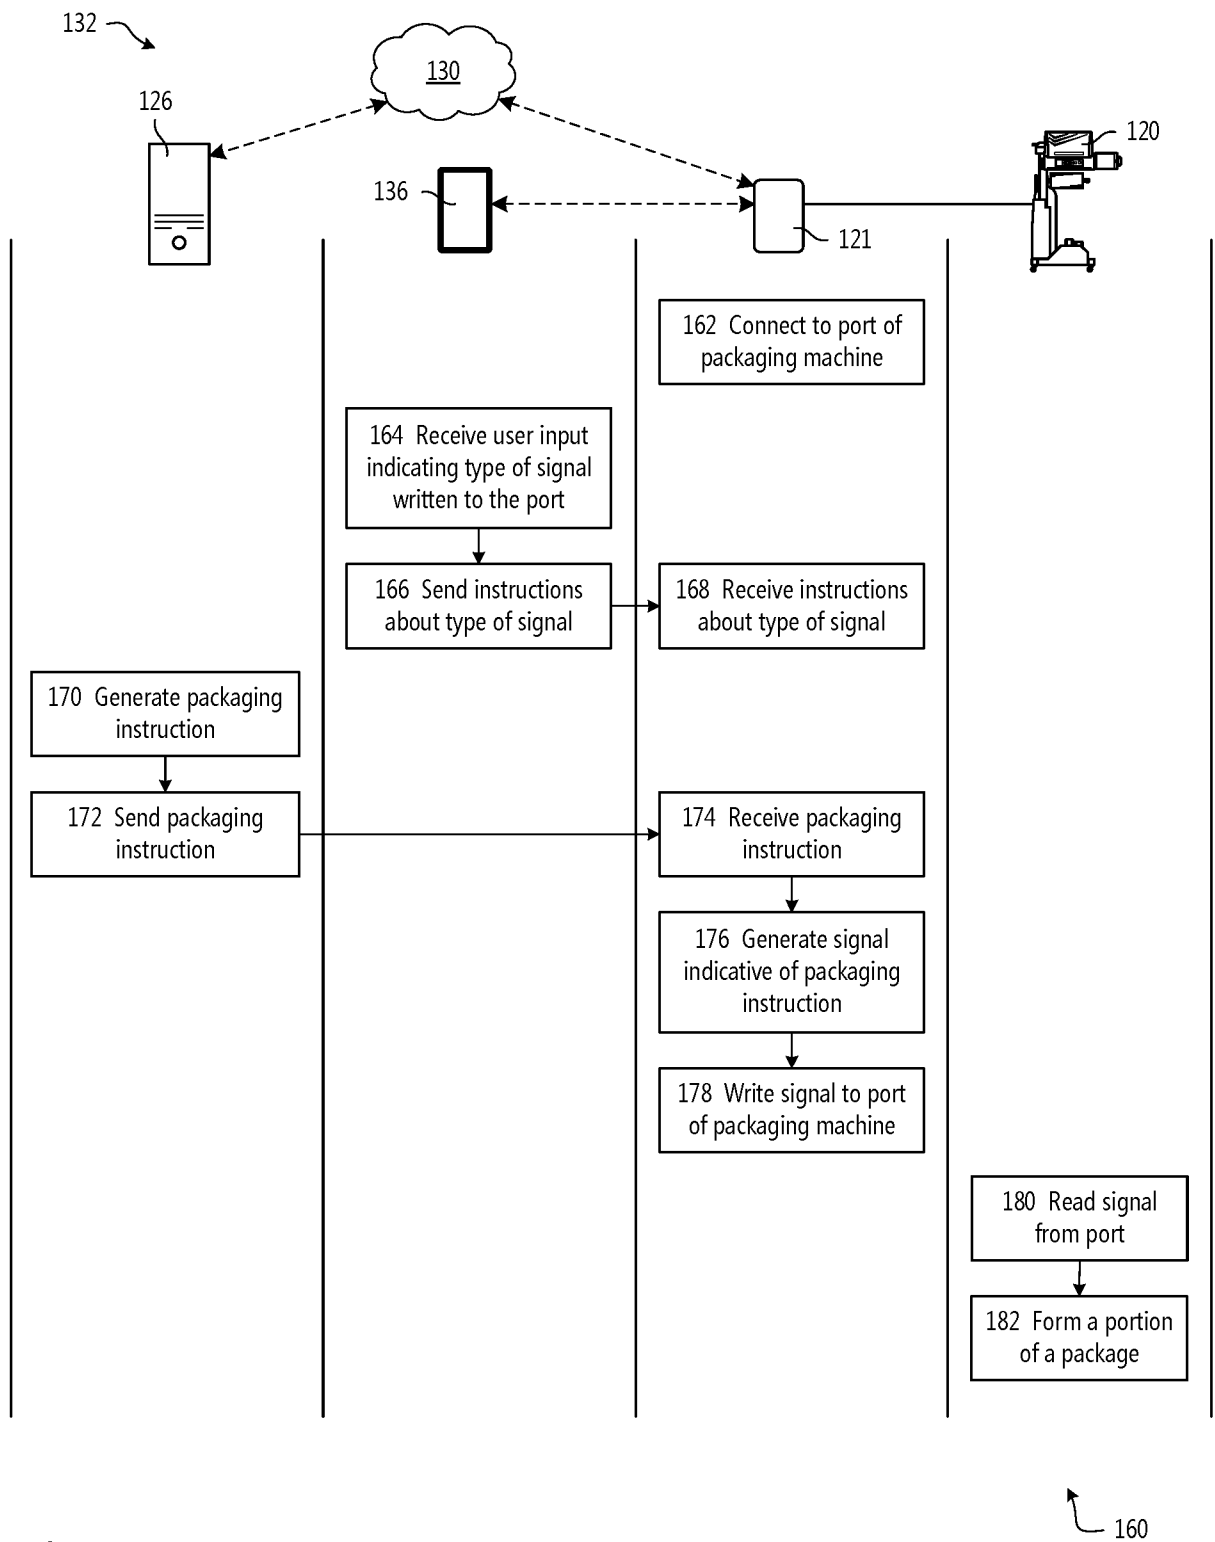 132
130
126
120
136
121
162 Connect to port of
packaging machine
164 Receive user input
indicating type of signal
written to the port
166 Send instructions
about type of signal
168 Receive instructions
about type of signal
170 Generate packaging
instruction
172 Send packaging
instruction
174 Receive packaging
instruction
176 Generate signal
indicative of packaging
instruction
178 Write signal to port
of packaging machine
180 Read signal
from port
182 Form a portion
of a package
160